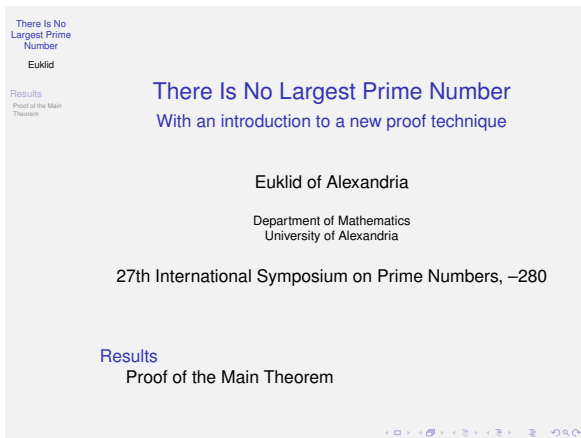 There Is No
Largest Prime
Number
Euklid
Results
Proof of the Main
Theorem
There Is No Largest Prime Number
With an introduction to a new proof technique
Euklid of Alexandria
Department of Mathematics
University of Alexandria
27th International Symposium on Prime Numbers, –280
Results
Proof of the Main Theorem